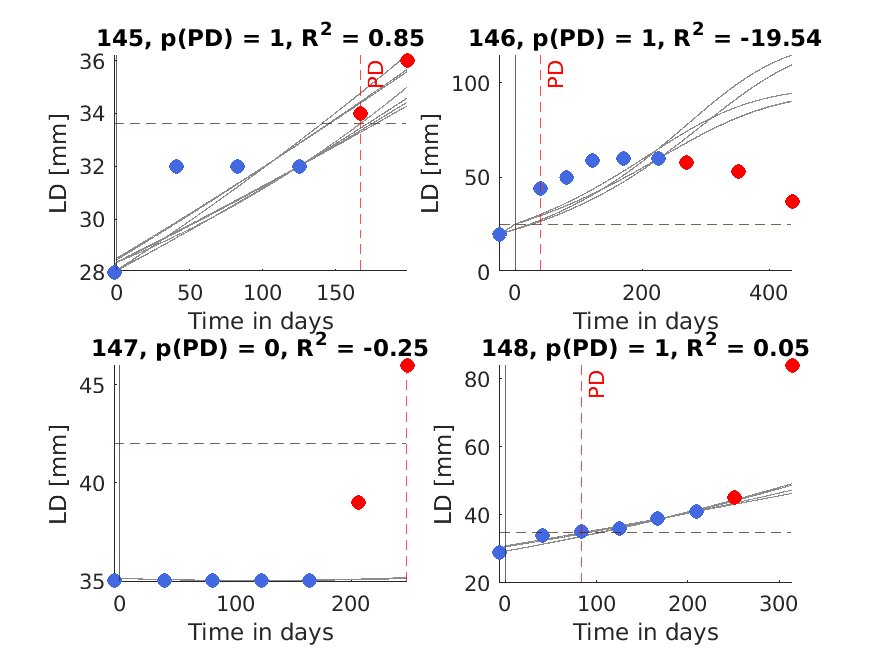 145, p(PD) = 1, R² = 0.85
36
34
32
30
28
LD [mm]
PD
0
50
100
150
Time in days
146, p(PD) = 1, R² = -19.54
100
50
0
LD [mm]
PD
0
200
400
Time in days
147, p(PD) = 0, R² = -0.25
45
40
35
LD [mm]
0
100
200
Time in days
148, p(PD) = 1, R² = 0.05
80
60
40
20
LD [mm]
PD
0
100
200
300
Time in days